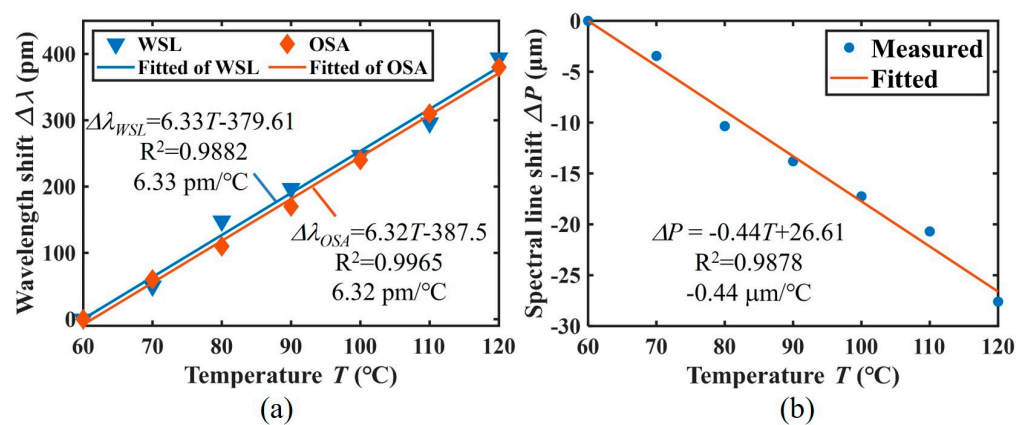 WSL OSA
Fitted of WSL Fitted of OSA
Wavelength shift Δλ (pm)
400
300
200
100
0
Δλ_WSL=6.33T-379.61
R²=0.9882
6.33 pm/°C
Δλ_OSA=6.32T-387.5
R²=0.9965
6.32 pm/°C
60 70 80 90 100 110 120
Temperature T (°C)
(a)
Measured
Fitted
Spectral line shift ΔP (μm)
0
-5
-10
-15
-20
-25
-30
ΔP = -0.44T+26.61
R²=0.9878
-0.44 μm/°C
60 70 80 90 100 110 120
Temperature T (°C)
(b)